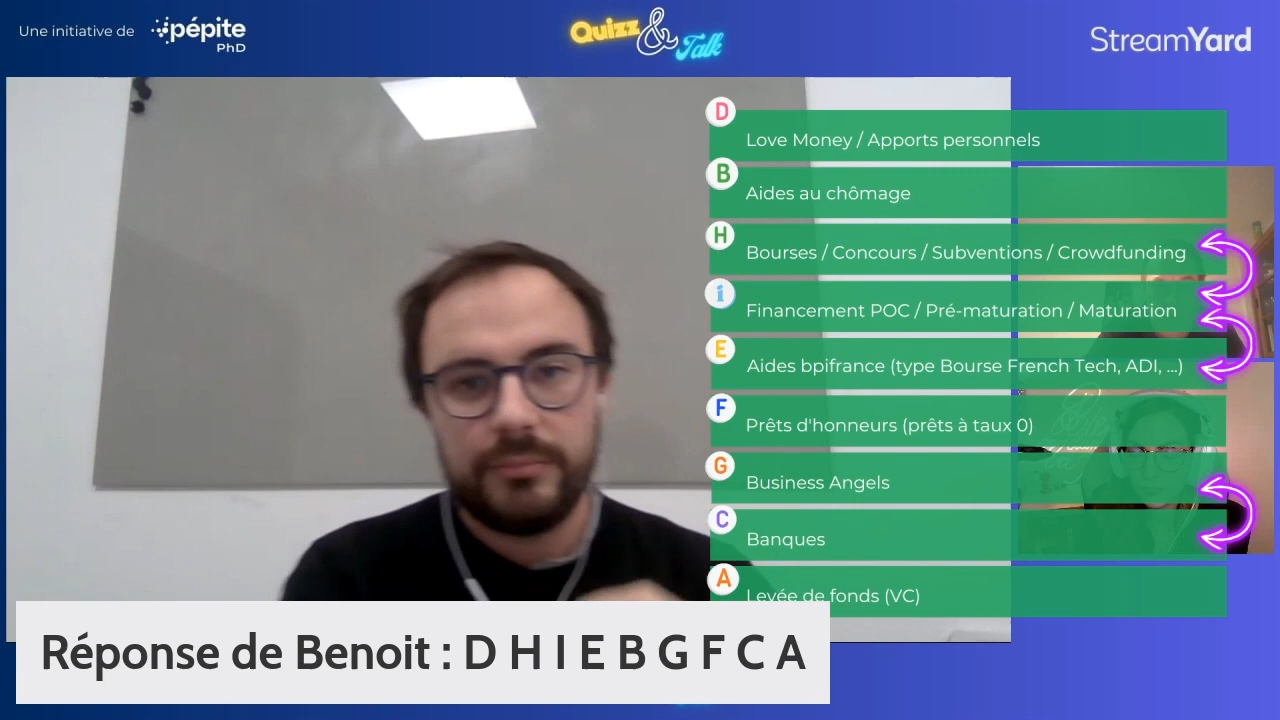 Une initiative de
pépite
PhD
Quizz & Talk
StreamYard
D
Love Money / Apports personnels
B
Aides au chômage
H
Bourses / Concours / Subventions / Crowdfunding
i
Financement POC / Pré-maturation / Maturation
E
Aides bpifrance (type Bourse French Tech, ADI, ...)
F
Prêts d'honneurs (prêts à taux 0)
G
Business Angels
C
Banques
A
Levée de fonds (VC)
Réponse de Benoit : D H I E B G F C A